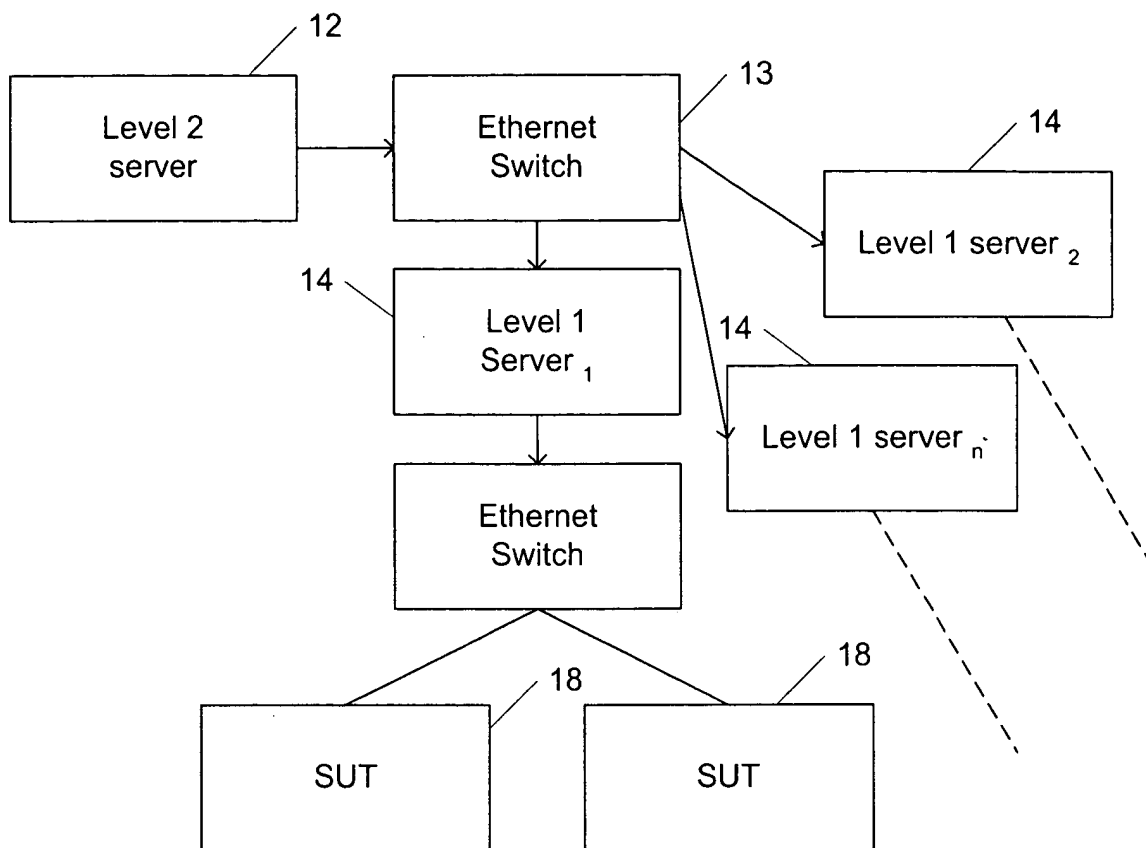 12
Level 2
server
13
Ethernet
Switch
14
Level 1 server 2
14
Level 1
Server 1
14
Level 1 server n`
Ethernet
Switch
18
SUT
18
SUT